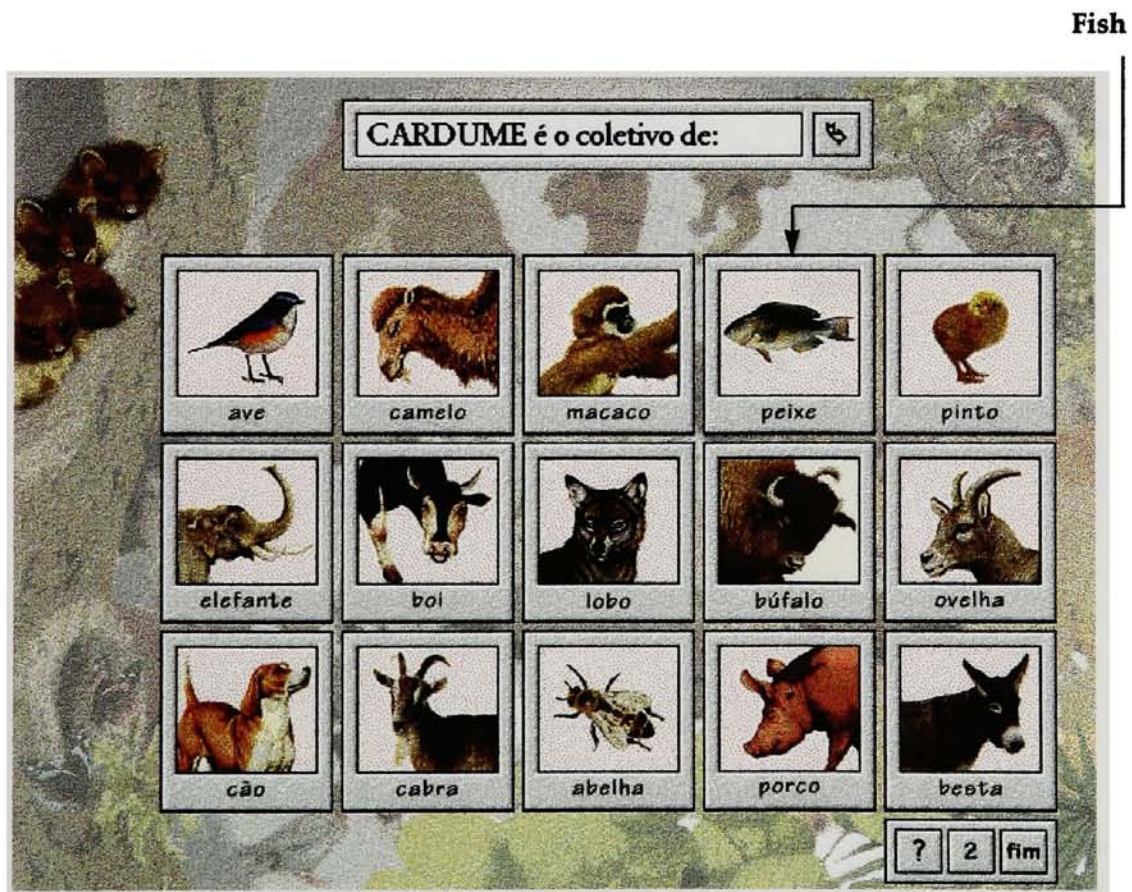 Fish
CARDUME é o coletivo de:
ave camelo macaco peixe pinto
elefante boi lobo búfalo ovelha
cão cabra abelha porco besta
? 2 fim